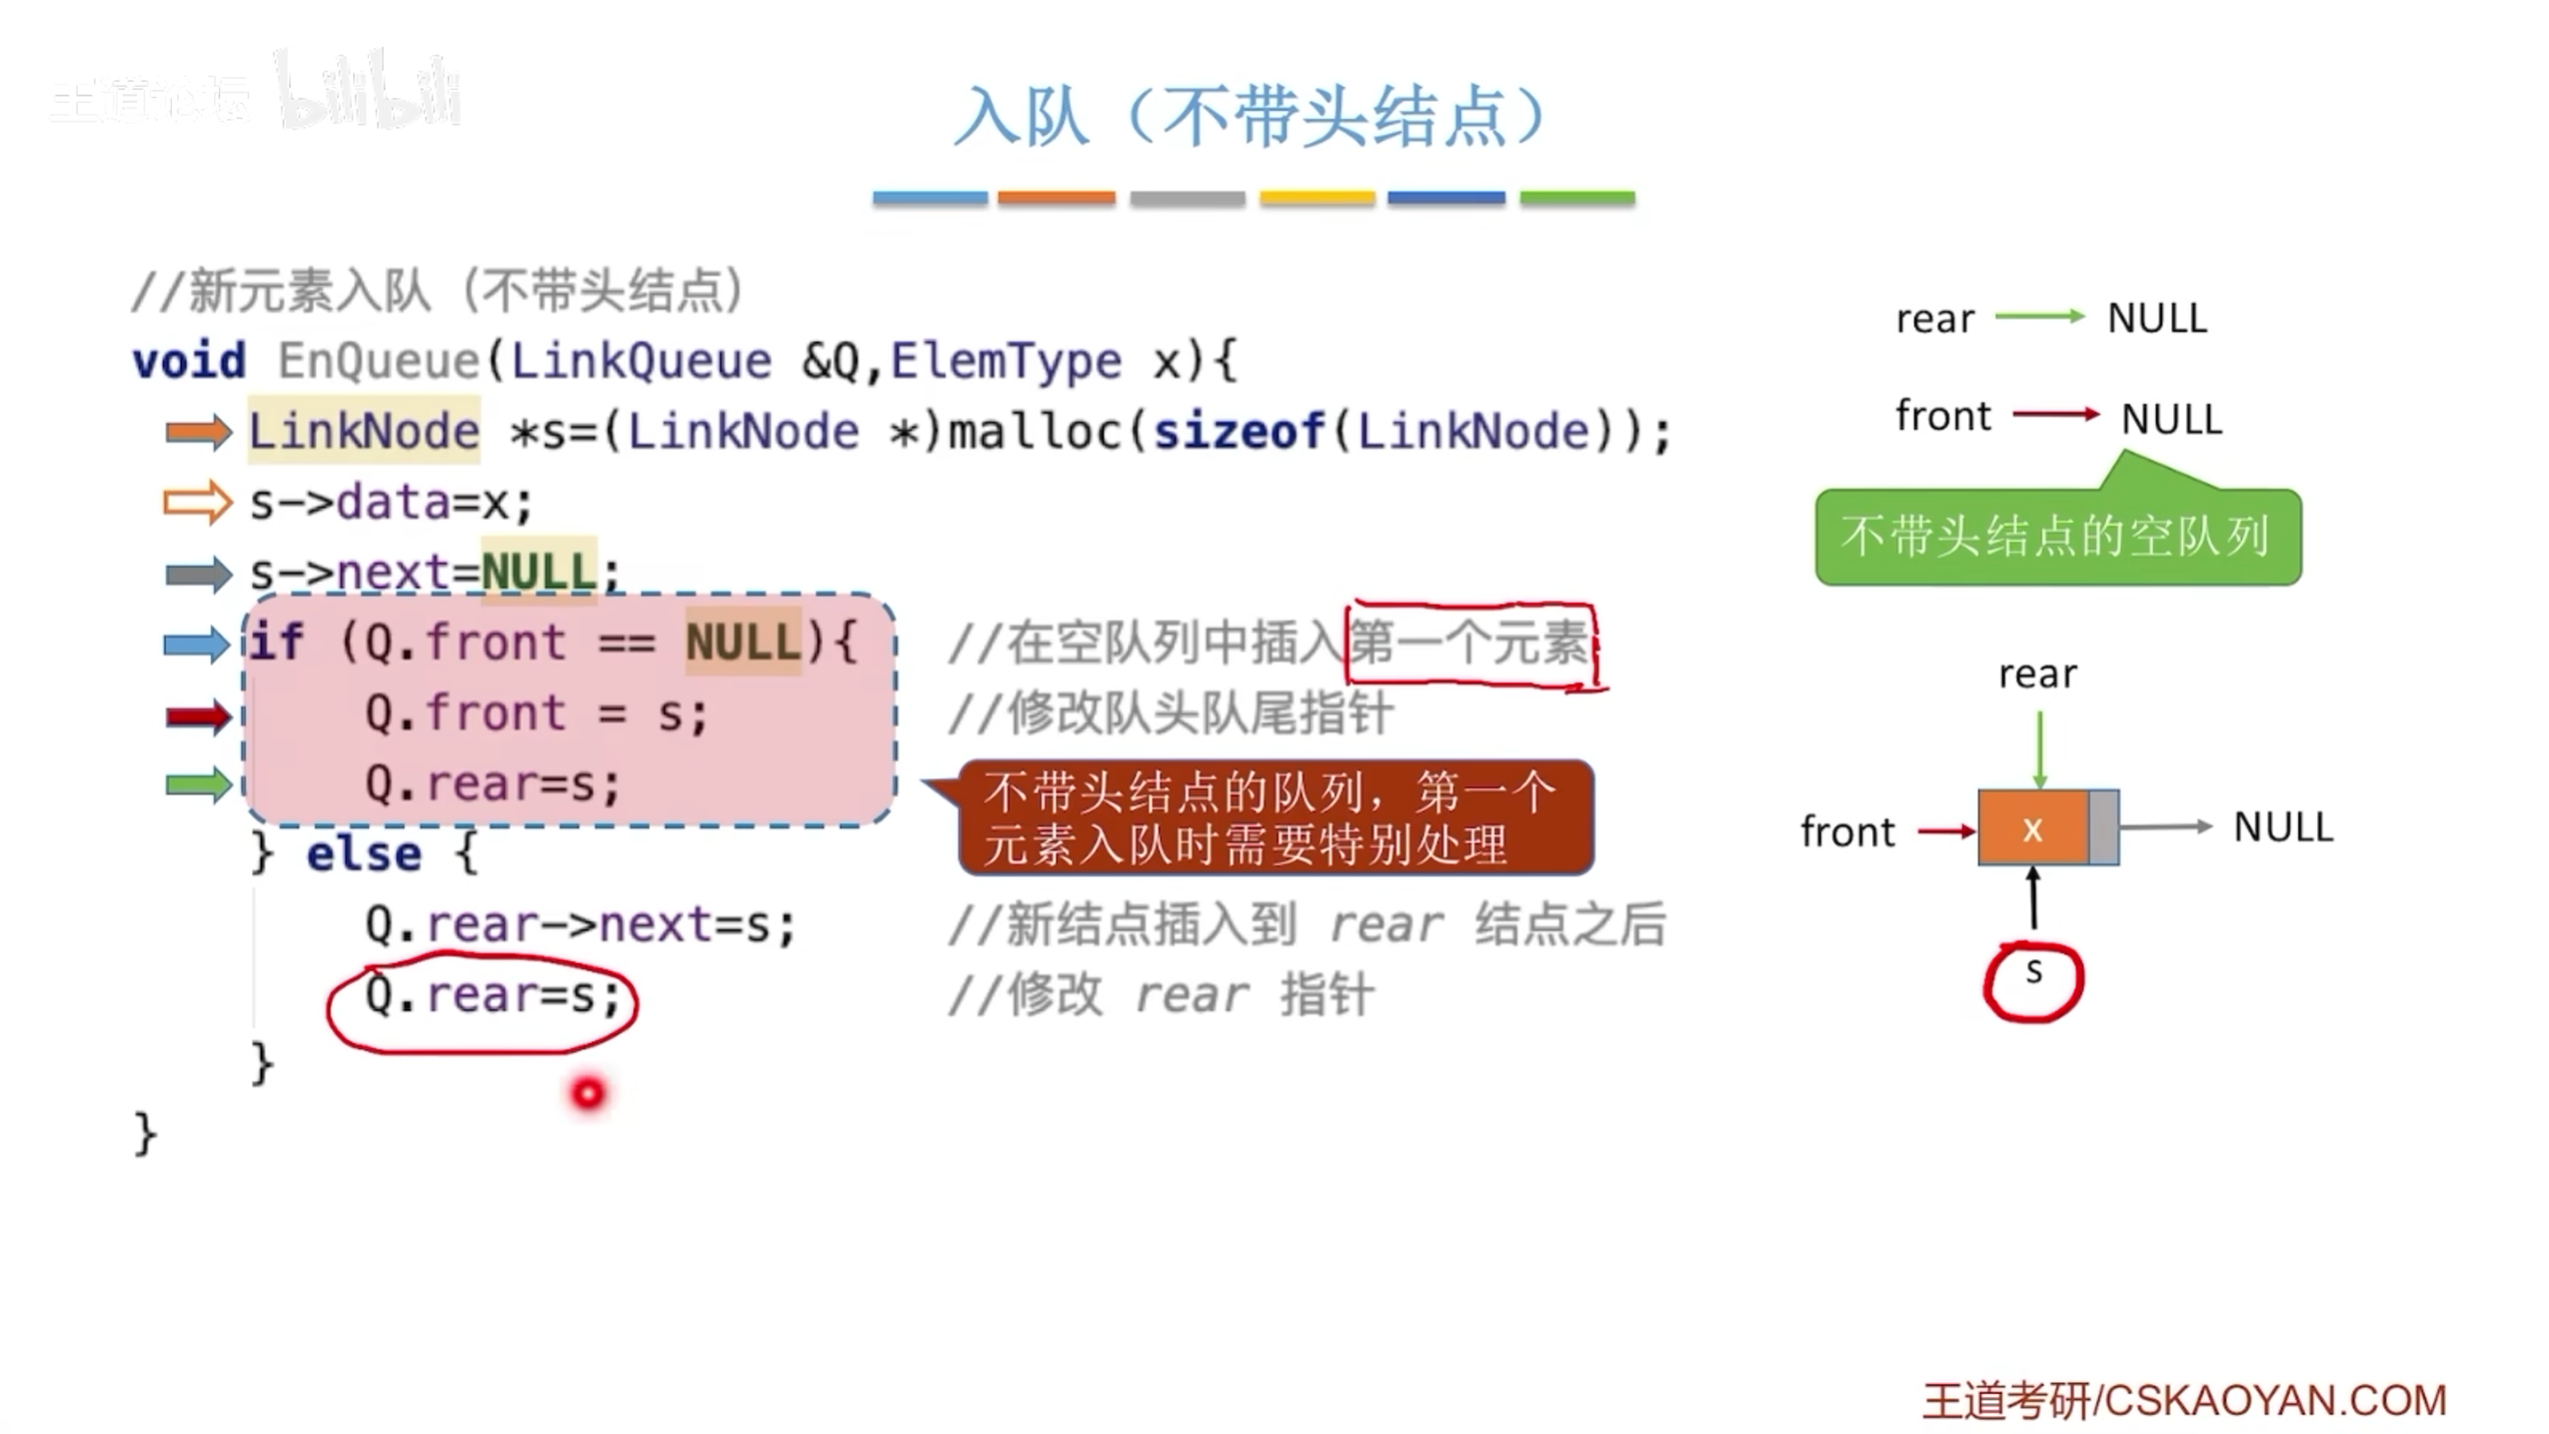 王道论坛 bilibili
入队（不带头结点）
//新元素入队（不带头结点）
void EnQueue(LinkQueue &Q,ElemType x){
LinkNode *s=(LinkNode *)malloc(sizeof(LinkNode));
s->data=x;
s->next=NULL;
if (Q.front == NULL){ //在空队列中插入第一个元素
Q.front = s; //修改队头队尾指针
Q.rear=s;
不带头结点的队列，第一个
元素入队时需要特别处理
} else {
Q.rear->next=s; //新结点插入到 rear 结点之后
Q.rear=s; //修改 rear 指针
}
}
rear NULL
front NULL
不带头结点的空队列
rear
front x NULL
s
王道考研/CSKAOYAN.COM